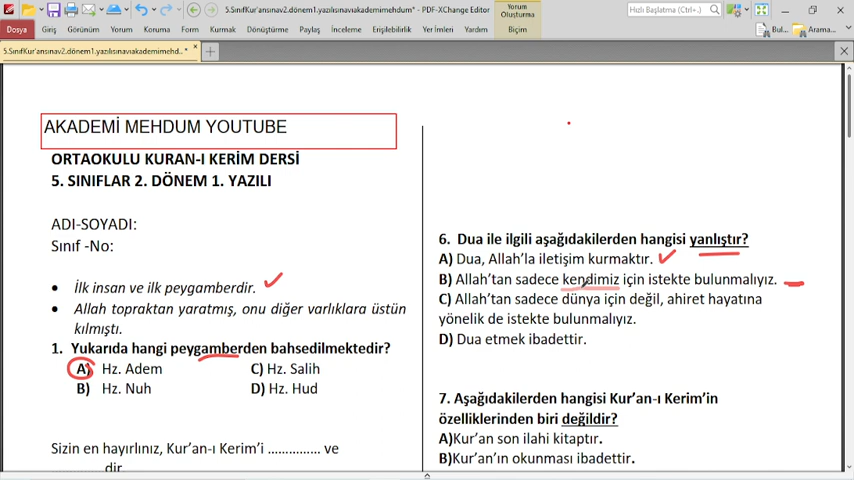 5.SınıfKur'ansınav2.dönem1.yazılısınavıakademimehdum* - PDF-XChange Editor
Yorum
Oluşturma
Hızlı Başlatma (Ctrl+.)
Dosya Giriş Görünüm Yorum Koruma Form Kurmak Dönüştürme Paylaş İnceleme Erişilebilirlik Yer İmleri Yardım Biçim
Bul... Arama...
5.SınıfKur'ansınav2.dönem1.yazılısınavıakademimehd... *
AKADEMİ MEHDUM YOUTUBE
ORTAOKULU KURAN-I KERİM DERSİ
5. SINIFLAR 2. DÖNEM 1. YAZILI
ADI-SOYADI:
Sınıf -No:
• İlk insan ve ilk peygamberdir.
• Allah topraktan yaratmış, onu diğer varlıklara üstün
kılmıştı.
1. Yukarıda hangi peygamberden bahsedilmektedir?
A) Hz. Adem C) Hz. Salih
B) Hz. Nuh D) Hz. Hud
Sizin en hayırlınız, Kur'an-ı Kerim'i …………… ve
……….. dir.
6. Dua ile ilgili aşağıdakilerden hangisi yanlıştır?
A) Dua, Allah'la iletişim kurmaktır.
B) Allah'tan sadece kendimiz için istekte bulunmalıyız.
C) Allah'tan sadece dünya için değil, ahiret hayatına
yönelik de istekte bulunmalıyız.
D) Dua etmek ibadettir.
7. Aşağıdakilerden hangisi Kur'an-ı Kerim'in
özelliklerinden biri değildir?
A)Kur'an son ilahi kitaptır.
B)Kur'an'ın okunması ibadettir.